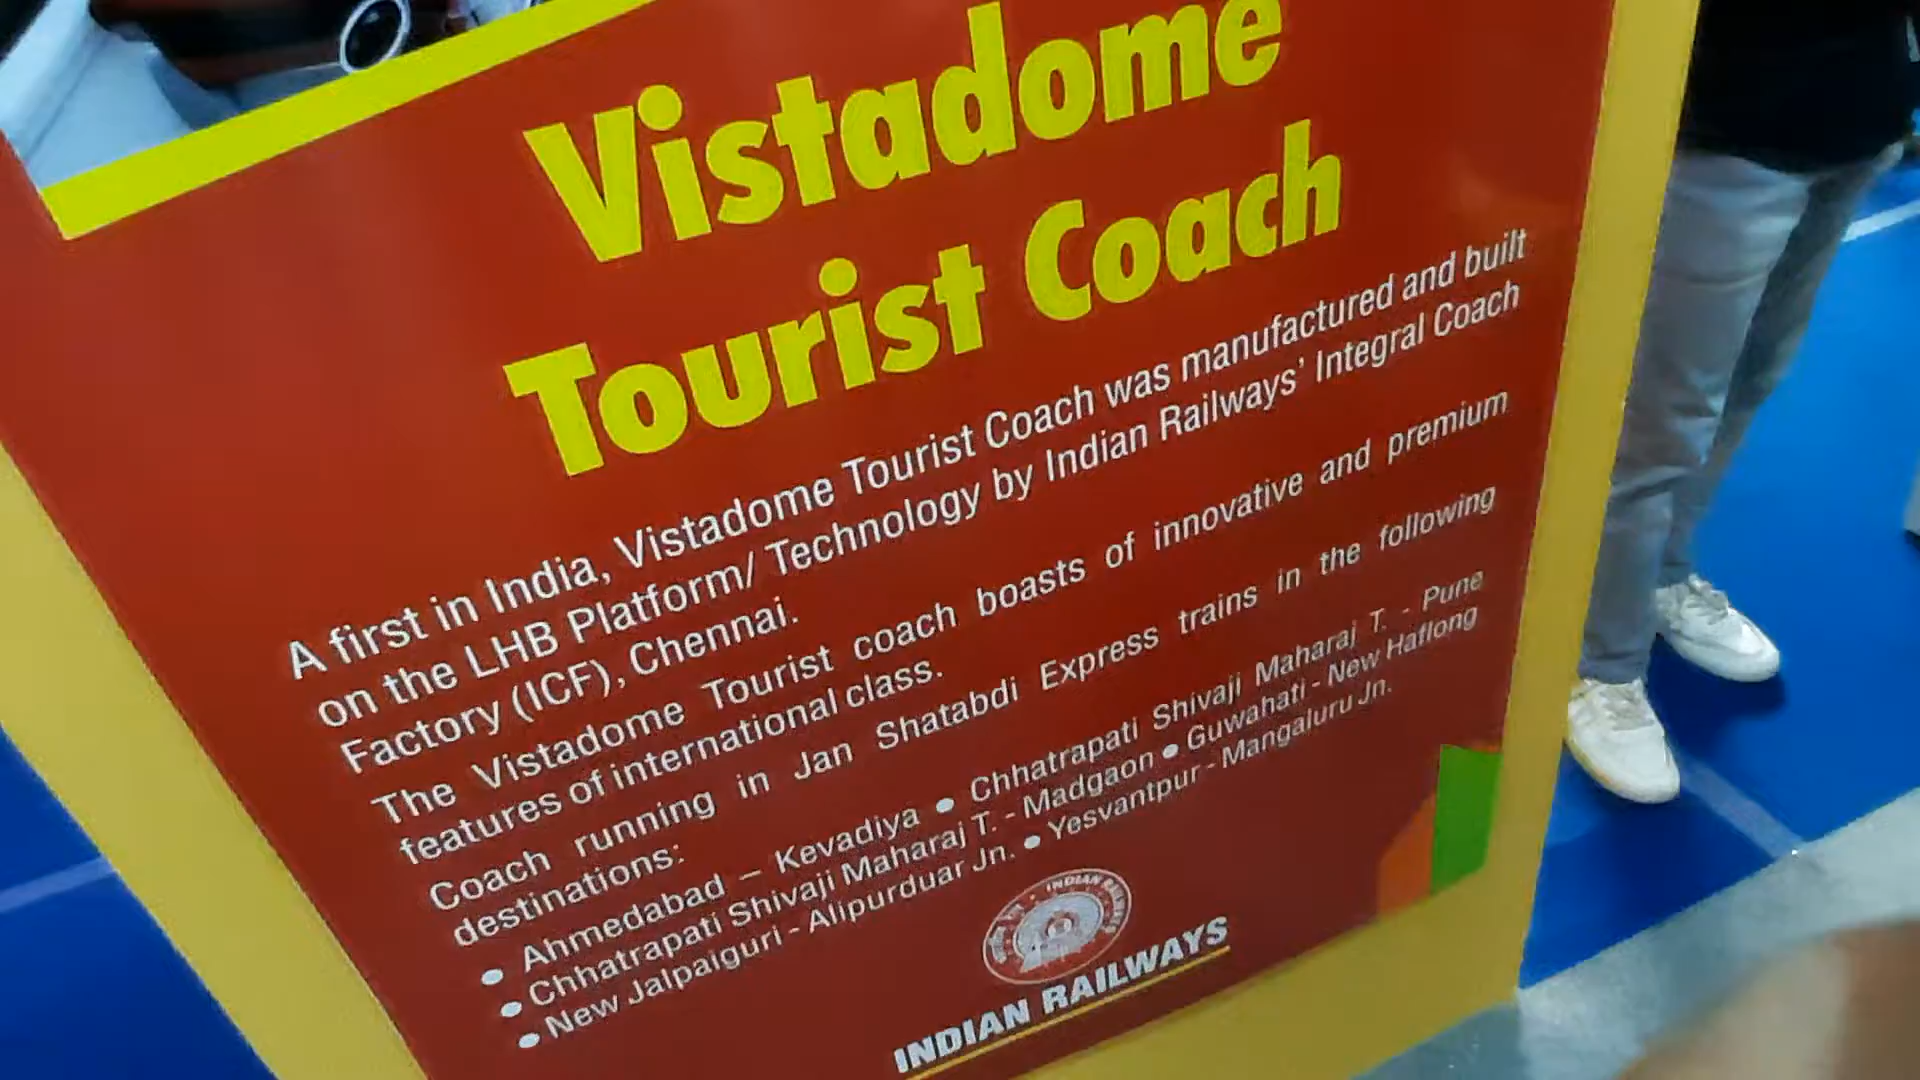 Vistadome
Tourist Coach
A first in India, Vistadome Tourist Coach was manufactured and built
on the LHB Platform/ Technology by Indian Railways' Integral Coach
Factory (ICF), Chennai.
The Vistadome Tourist coach boasts of innovative and premium
features of international class.
Coach running in Jan Shatabdi Express trains in the following
destinations:
● Ahmedabad – Kevadiya ● Chhatrapati Shivaji Maharaj T. - Pune
● Chhatrapati Shivaji Maharaj T. - Madgaon ● Guwahati - New Haflong
● New Jalpaiguri - Alipurduar Jn. ● Yesvantpur - Mangaluru Jn.
INDIAN RAILWAYS